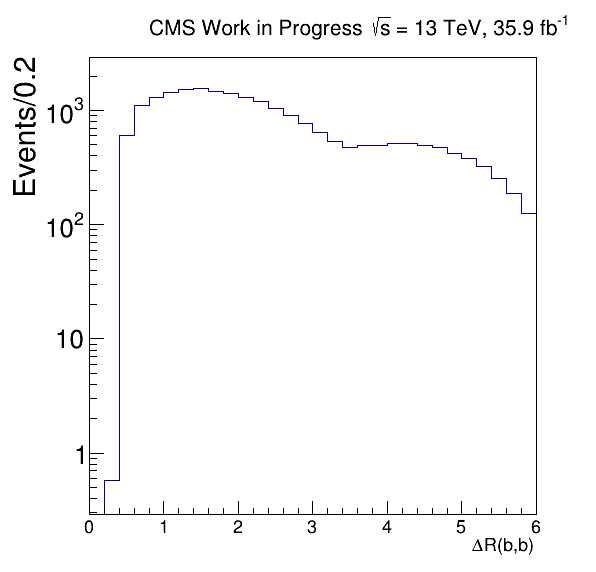 CMS Work in Progress √s = 13 TeV, 35.9 fb⁻¹
Events/0.2
10³
10²
10
1
0 1 2 3 4 5 6
ΔR(b,b)